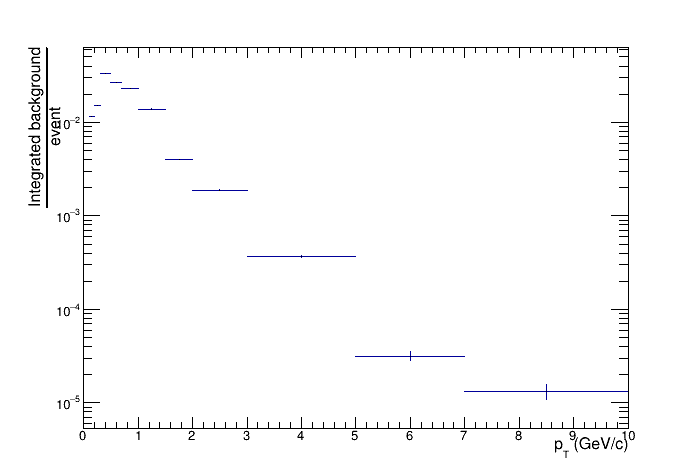 Integrated background
event
10⁻²
10⁻³
10⁻⁴
10⁻⁵
0 1 2 3 4 5 6 7 8 9 10
p_T (GeV/c)